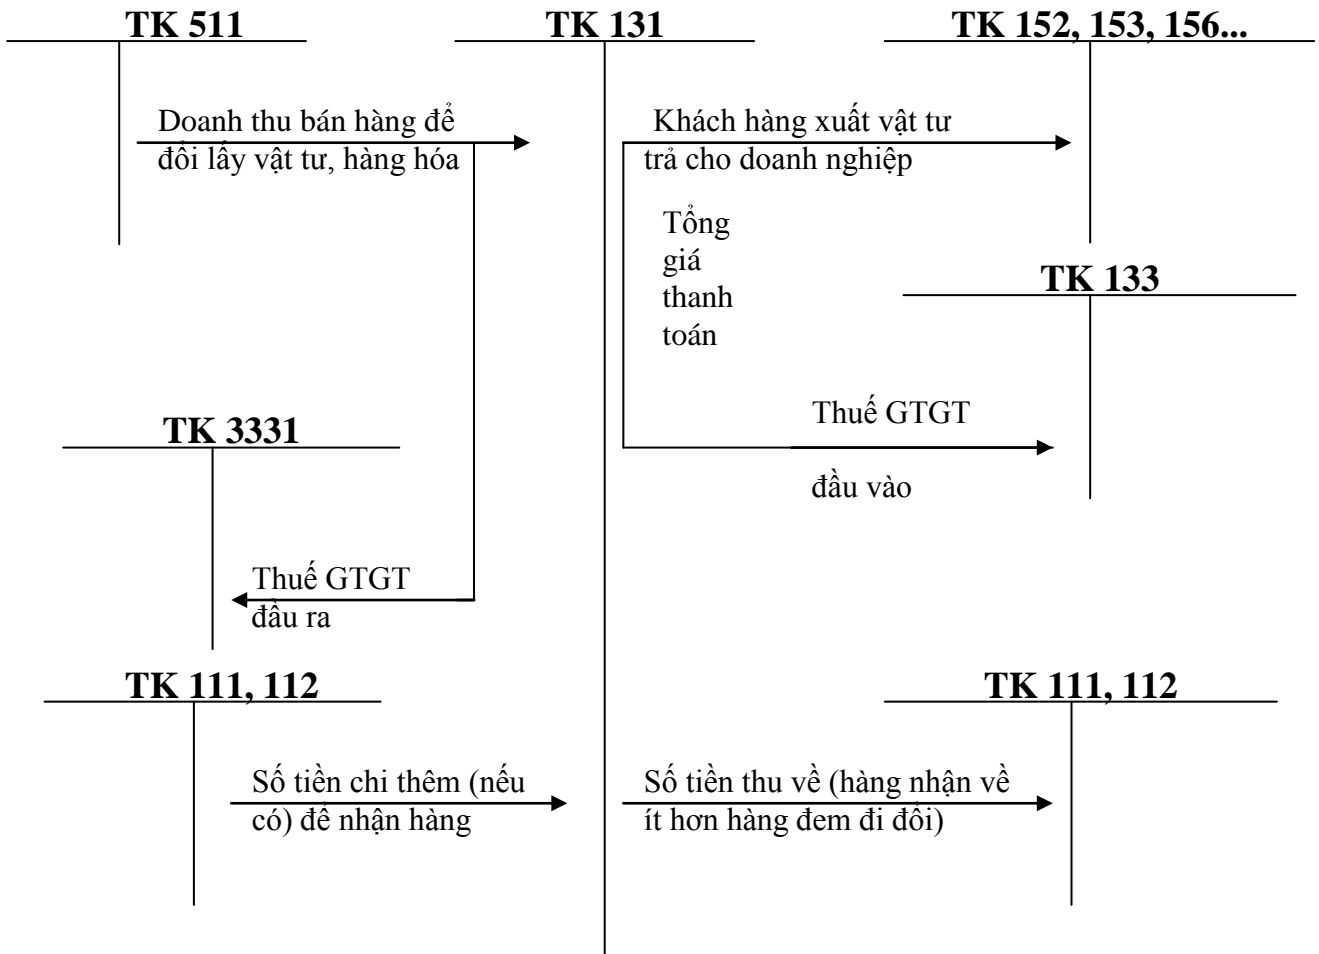 TK 511
TK 131
TK 152, 153, 156...
Doanh thu bán hàng để
đổi lấy vật tư, hàng hóa
Khách hàng xuất vật tư
trả cho doanh nghiệp
Tổng
giá
thanh
toán
TK 133
Thuế GTGT
đầu vào
TK 3331
Thuế GTGT
đầu ra
TK 111, 112
TK 111, 112
Số tiền chi thêm (nếu
có) để nhận hàng
Số tiền thu về (hàng nhận về
ít hơn hàng đem đi đổi)